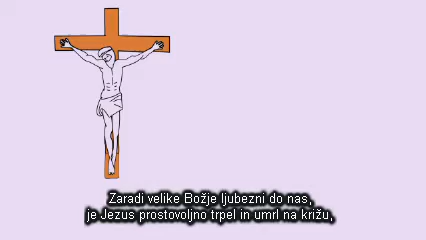 Zaradi velike Božje ljubezni do nas,
je Jezus prostovoljno trpel in umrl na križu,